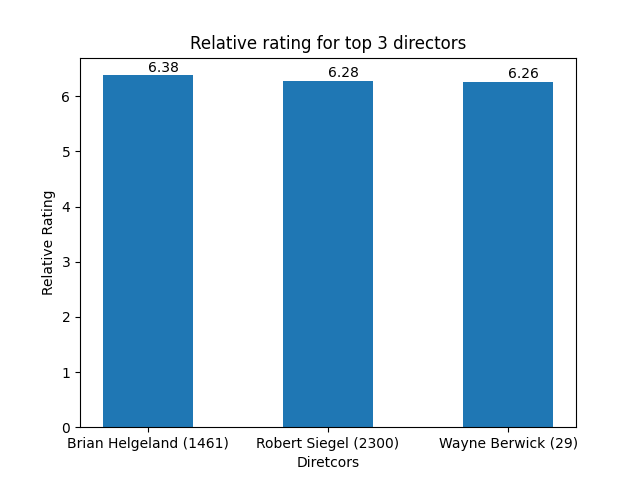 Relative rating for top 3 directors
6.38
6.28
6.26
6
5
4
3
2
1
0
Relative Rating
Brian Helgeland (1461)
Robert Siegel (2300)
Wayne Berwick (29)
Diretcors